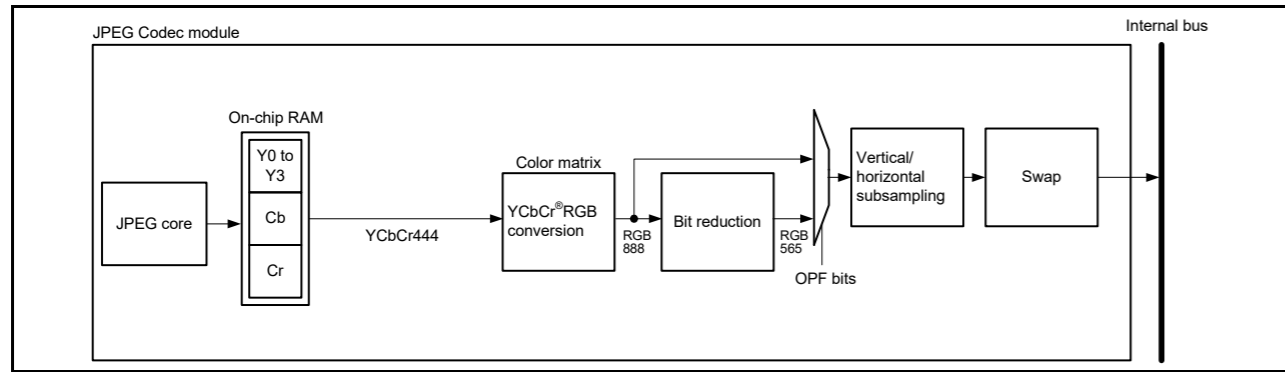 JPEG Codec module
Internal bus
On-chip RAM
Y0 to
Y3
Cb
Cr
JPEG core
YCbCr444
Color matrix
YCbCr®RGB
conversion
RGB
888
Bit reduction
RGB
565
OPF bits
Vertical/
horizontal
subsampling
Swap